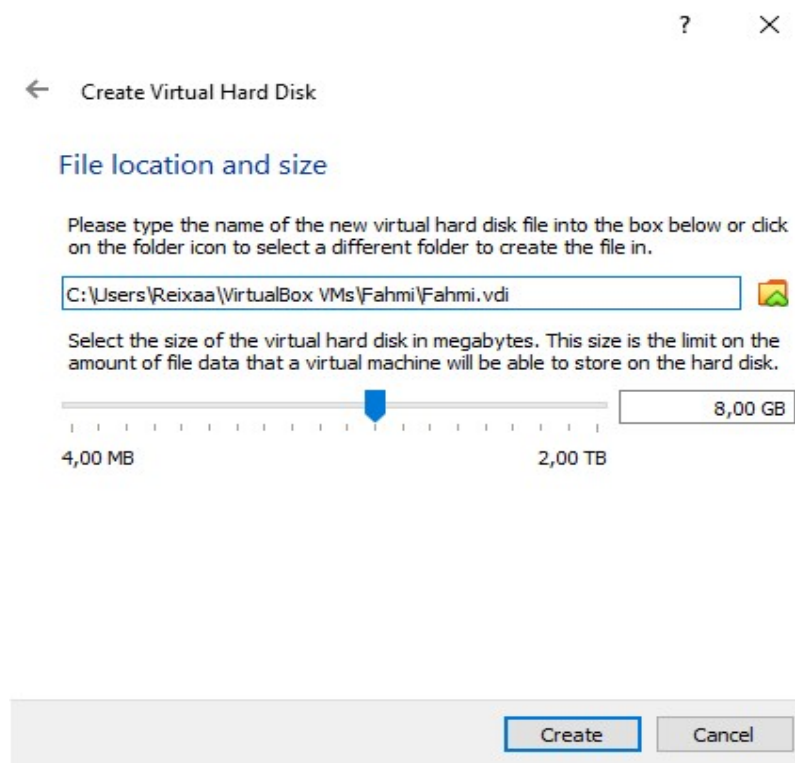 ?
Create Virtual Hard Disk
File location and size
Please type the name of the new virtual hard disk file into the box below or click
on the folder icon to select a different folder to create the file in.
C:\Users\Reixaa\VirtualBox VMs\Fahmi\Fahmi.vdi
Select the size of the virtual hard disk in megabytes. This size is the limit on the
amount of file data that a virtual machine will be able to store on the hard disk.
8,00 GB
4,00 MB 2,00 TB
Create Cancel